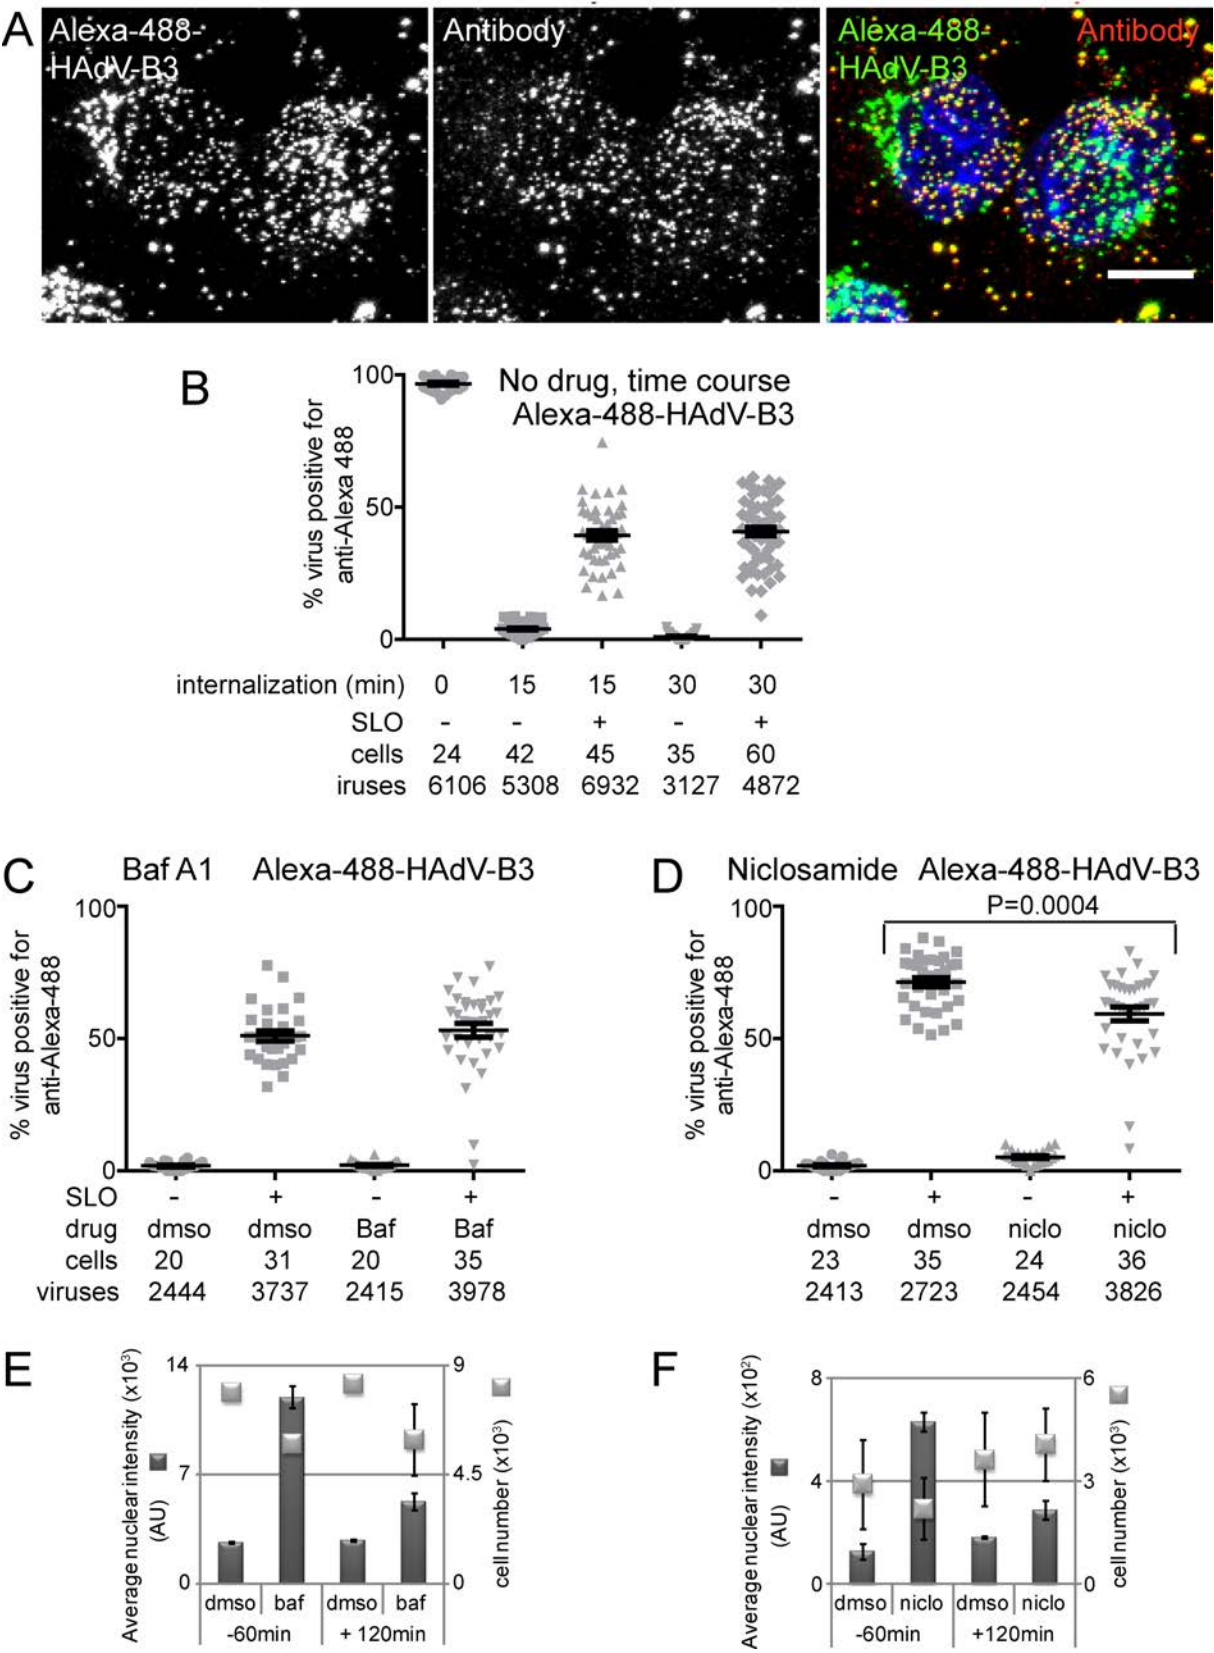 A
Alexa-488-
HAdV-B3
Antibody
Alexa-488-
HAdV-B3
Antibody
B
No drug, time course
Alexa-488-HAdV-B3
% virus positive for
anti-Alexa 488
100
50
0
internalization (min) 0 15 15 30 30
SLO - - + - +
cells 24 42 45 35 60
iruses 6106 5308 6932 3127 4872
C
Baf A1 Alexa-488-HAdV-B3
% virus positive for
anti-Alexa-488
100
50
0
SLO - + - +
drug dmso dmso Baf Baf
cells 20 31 20 35
viruses 2444 3737 2415 3978
D
Niclosamide Alexa-488-HAdV-B3
P=0.0004
% virus positive for
anti-Alexa-488
100
50
0
- + - +
dmso dmso niclo niclo
23 35 24 36
2413 2723 2454 3826
E
Average nuclear intensity (x10³)
(AU)
14
7
0
9
4.5
0
cell number (x10³)
dmso baf dmso baf
-60min + 120min
F
Average nuclear intensity (x10²)
(AU)
8
4
0
6
3
0
cell number (x10³)
dmso niclo dmso niclo
-60min +120min